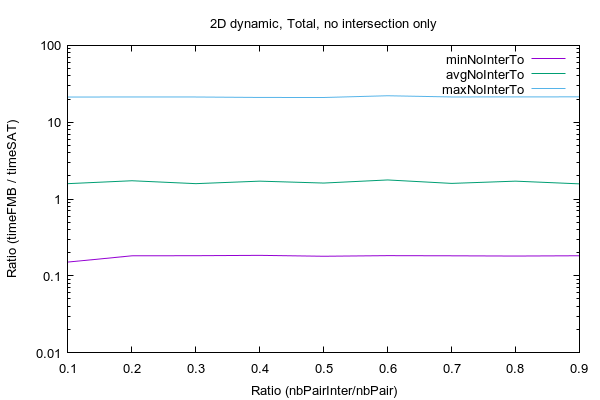 2D dynamic, Total, no intersection only
100
10
1
0.1
0.01
Ratio (timeFMB / timeSAT)
minNoInterTo
avgNoInterTo
maxNoInterTo
0.1 0.2 0.3 0.4 0.5 0.6 0.7 0.8 0.9
Ratio (nbPairInter/nbPair)